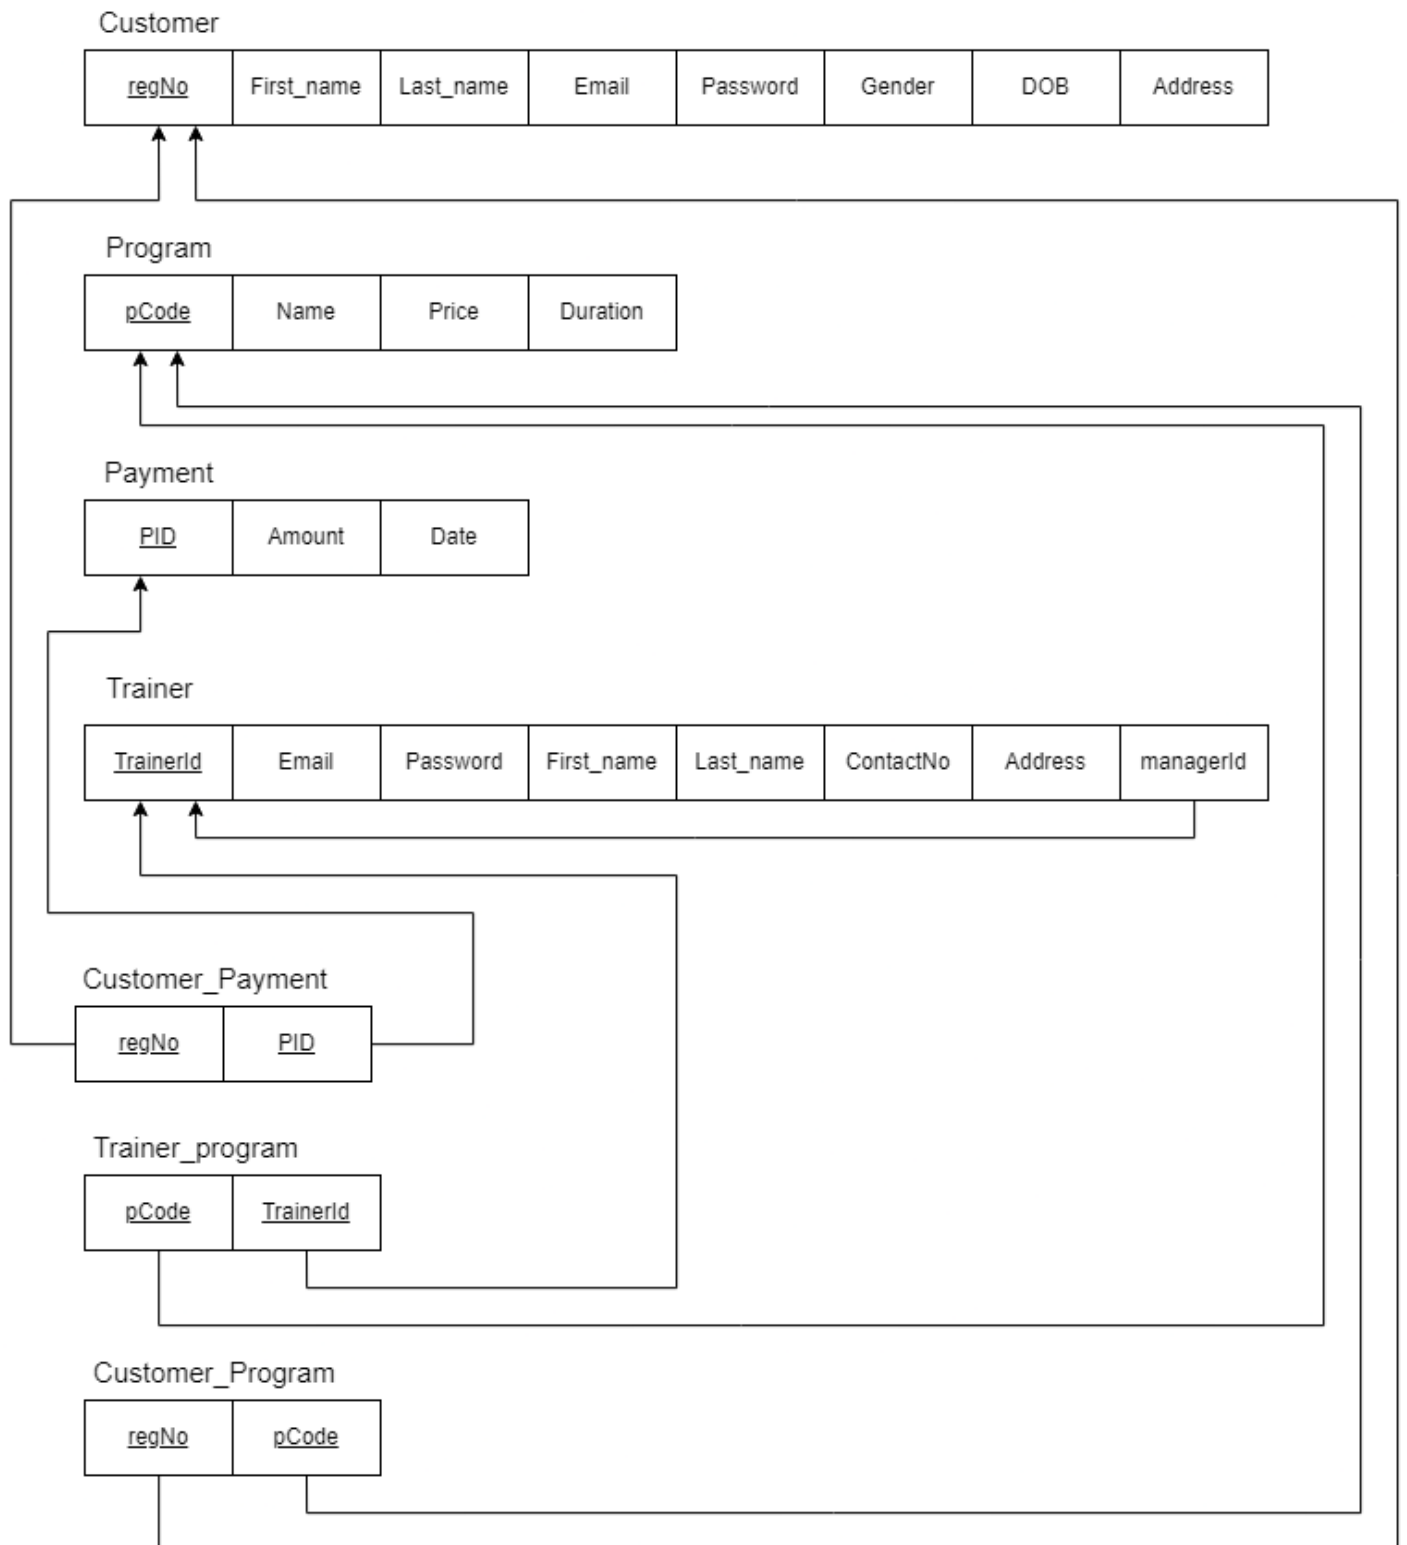 Customer
regNo First_name Last_name Email Password Gender DOB Address
Program
pCode Name Price Duration
Payment
PID Amount Date
Trainer
TrainerId Email Password First_name Last_name ContactNo Address managerId
Customer_Payment
regNo PID
Trainer_program
pCode TrainerId
Customer_Program
regNo pCode